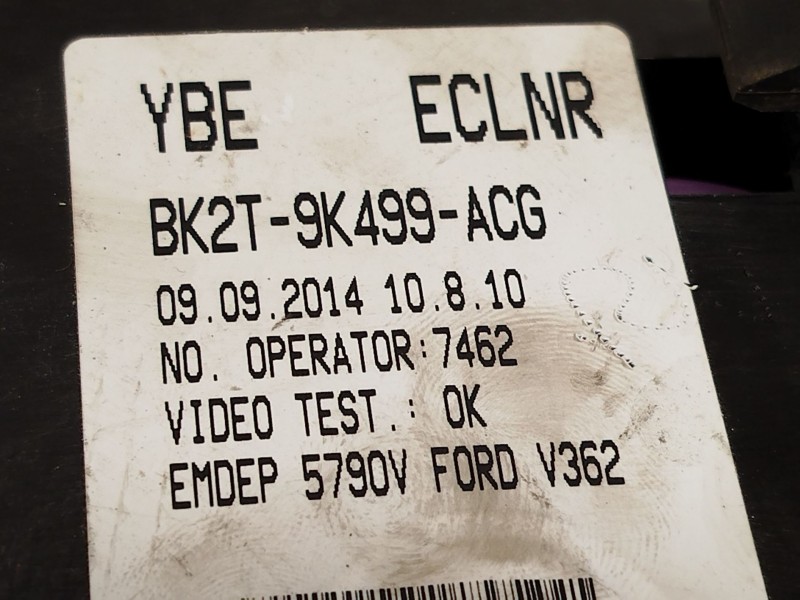 YBE ECLNR
BK2T-9K499-ACG
09.09.2014 10.8.10
NO. OPERATOR:7462
VIDEO TEST.: OK
EMDEP 5790V FORD V362